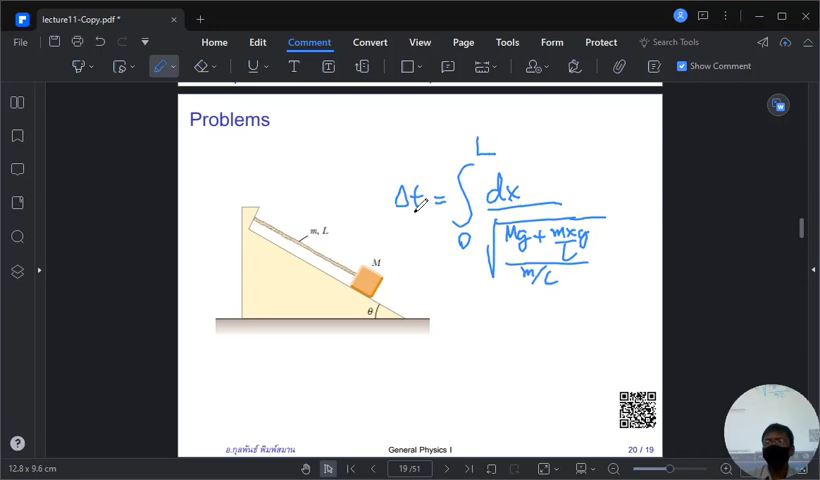 lecture11-Copy.pdf *
File
Home
Edit
Comment
Convert
View
Page
Tools
Form
Protect
Search Tools
Show Comment
Problems
L
Δt = ∫ dx
0
√
Mg + mxg
L
m/L
m, L
M
θ
อ.กุลพันธ์ พิมพ์สมาน
General Physics I
20 / 19
12.8 x 9.6 cm
19 /51